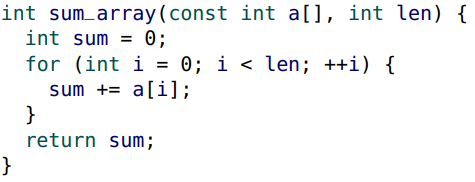 int sum_array(const int a[], int len) {
  int sum = 0;
  for (int i = 0; i < len; ++i) {
    sum += a[i];
  }
  return sum;
}